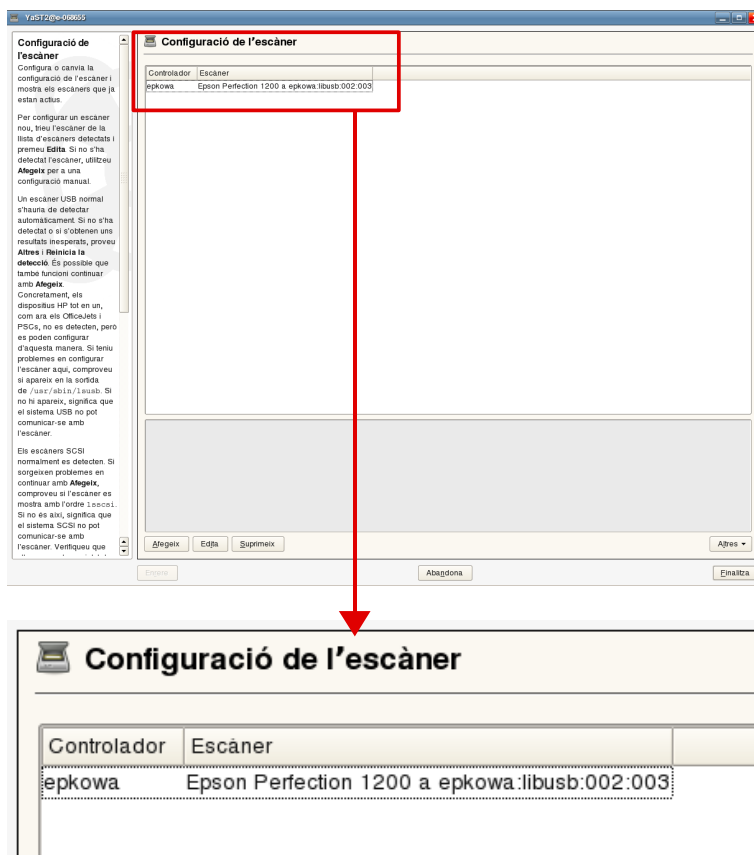 YaST2@e-068655
Configuració de
l'escàner
Configura o canvia la
configuració de l'escàner i
mostra els escàners que ja
estan actius.
Per configurar un escàner
nou, trieu l'escàner de la
llista d'escàners detectats i
premeu Edita. Si no s'ha
detectat l'escàner, utilitzeu
Afegeix per a una
configuració manual.
Un escàner USB normal
s'hauria de detectar
automàticament. Si no s'ha
detectat o si s'obtenen uns
resultats inesperats, proveu
Altres i Reinicia la
detecció. És possible que
també funcioni continuar
amb Afegeix.
Concretament, els
dispositius HP tot en un,
com ara els OfficeJets i
PSCs, no es detecten, però
es poden configurar
d'aquesta manera. Si teniu
problemes en configurar
l'escàner aquí, comproveu
si apareix en la sortida
de /usr/sbin/lsusb. Si
no hi apareix, significa que
el sistema USB no pot
comunicar-se amb
l'escàner.
Els escàners SCSI
normalment es detecten. Si
sorgeixen problemes en
continuar amb Afegeix,
comproveu si l'escàner es
mostra amb l'ordre lsscsi.
Si no és així, significa que
el sistema SCSI no pot
comunicar-se amb
l'escàner. Verifiqueu que
Configuració de l'escàner
Controlador Escàner
epkowa Epson Perfection 1200 a epkowa:libusb:002:003
Afegeix Edita Suprimeix Altres
Enrere Abandona Finalitza
Configuració de l'escàner
Controlador Escàner
epkowa Epson Perfection 1200 a epkowa:libusb:002:003